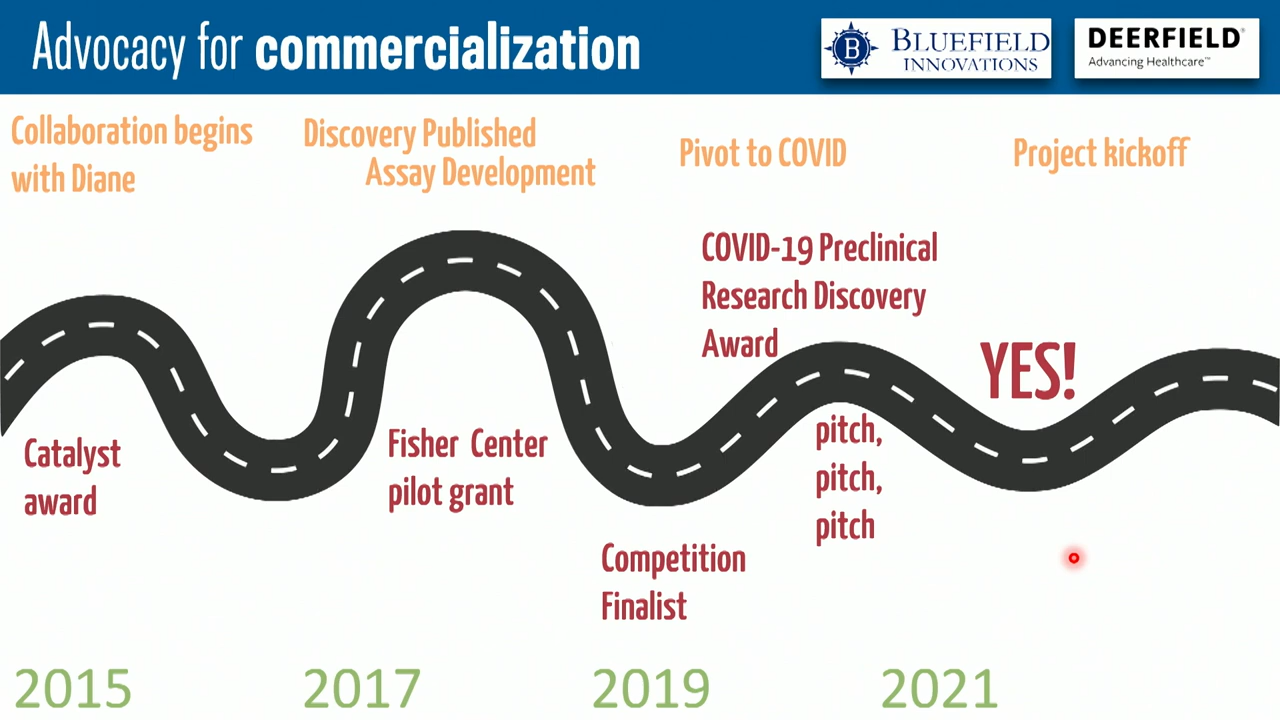 Advocacy for commercialization
B
BLUEFIELD
INNOVATIONS
DEERFIELD®
Advancing Healthcare™
Collaboration begins
with Diane
Discovery Published
Assay Development
Pivot to COVID
Project kickoff
COVID-19 Preclinical
Research Discovery
Award
YES!
Catalyst
award
Fisher Center
pilot grant
pitch,
pitch,
pitch
Competition
Finalist
2015
2017
2019
2021